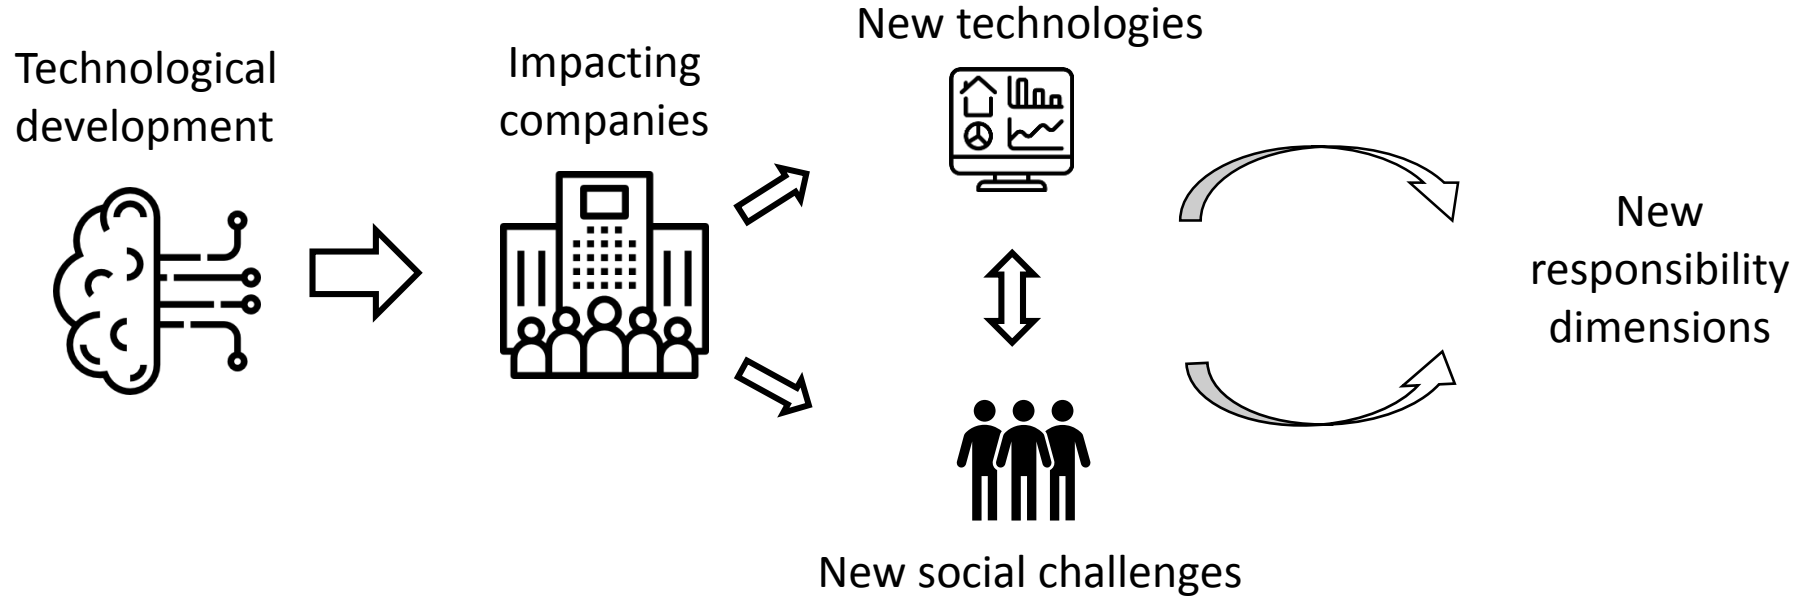 Technological
development
Impacting
companies
New technologies
New social challenges
New
responsibility
dimensions